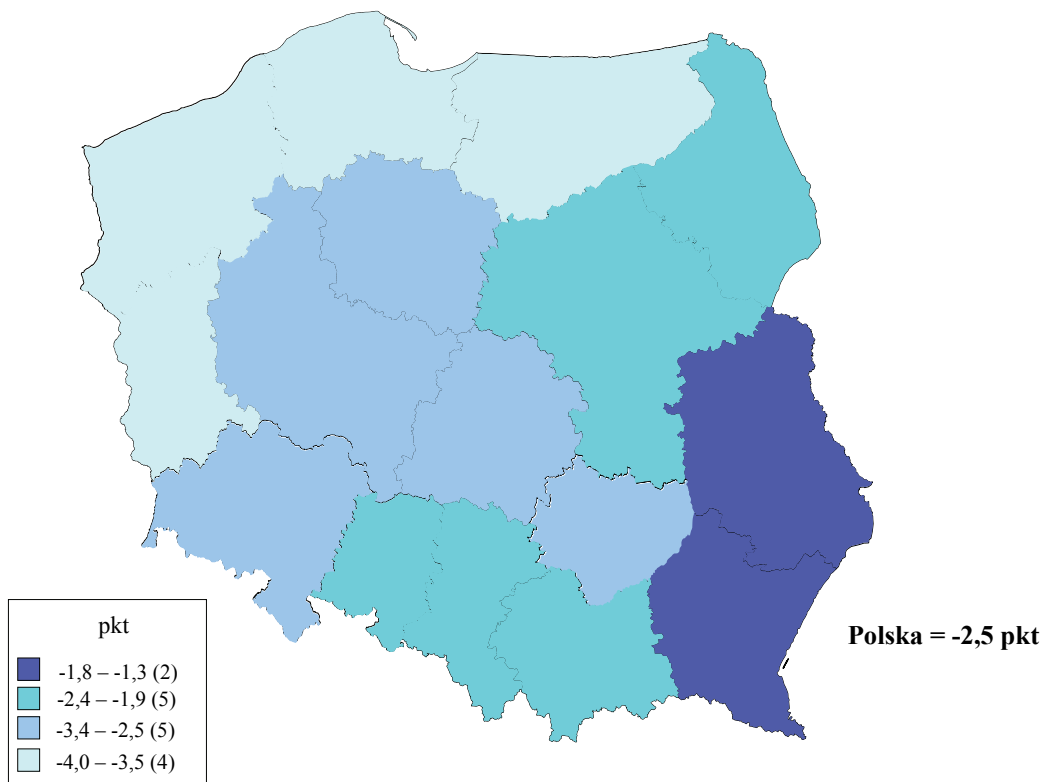 pkt
-1,8 – -1,3 (2)
-2,4 – -1,9 (5)
-3,4 – -2,5 (5)
-4,0 – -3,5 (4)
Polska = -2,5 pkt